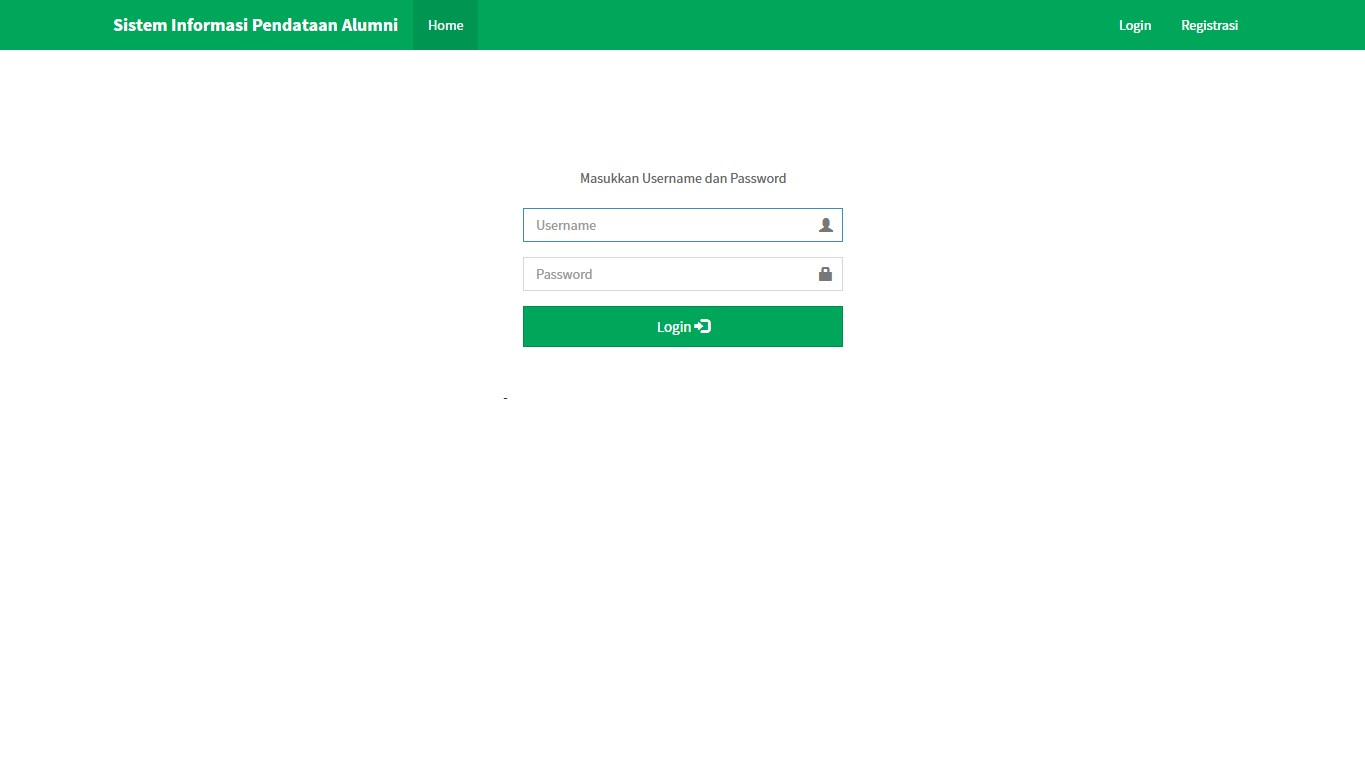 Sistem Informasi Pendataan Alumni Home Login Registrasi
Masukkan Username dan Password
Username
Password
Login
-